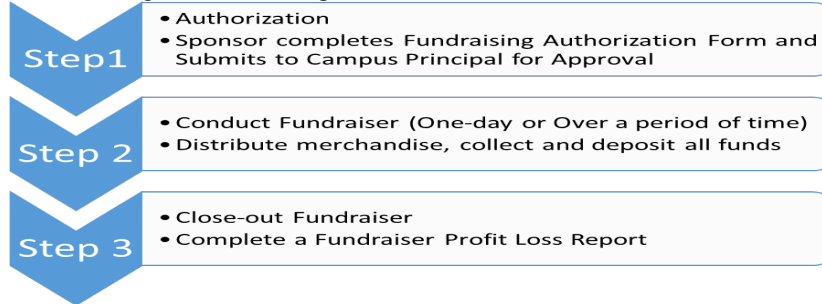 Step1
• Authorization
• Sponsor completes Fundraising Authorization Form and
Submits to Campus Principal for Approval
Step 2
• Conduct Fundraiser (One-day or Over a period of time)
• Distribute merchandise, collect and deposit all funds
Step 3
• Close-out Fundraiser
• Complete a Fundraiser Profit Loss Report